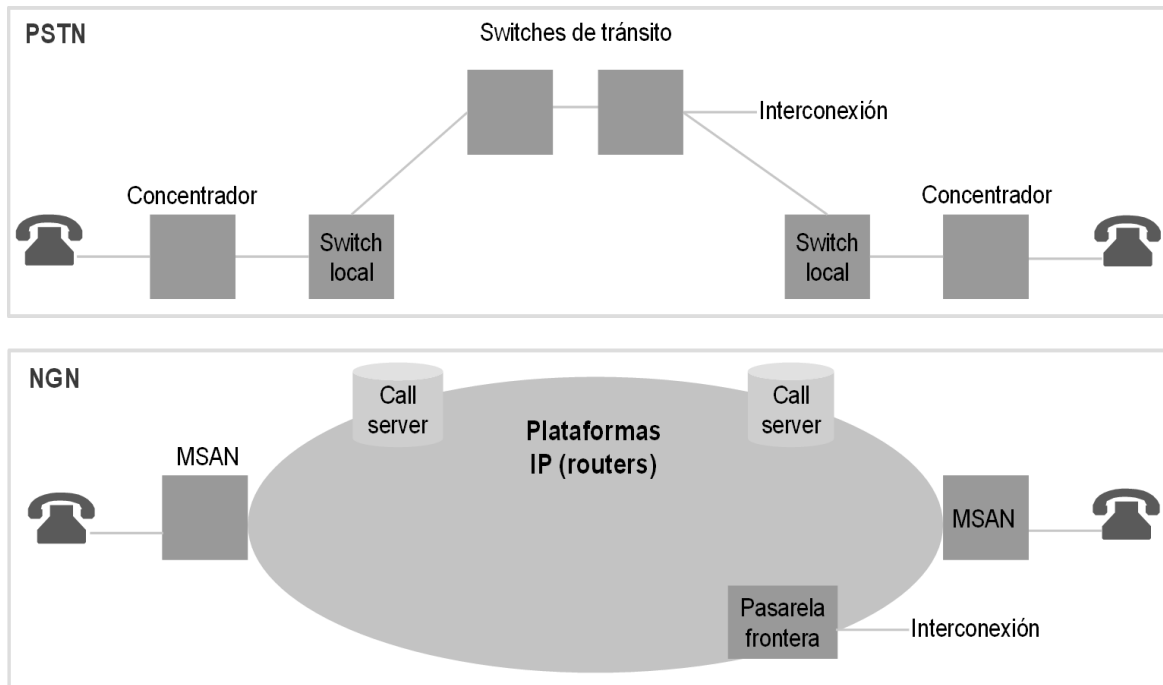 PSTN
Switches de tránsito
Interconexión
Concentrador
Concentrador
Switch
local
Switch
local
NGN
Call
server
Call
server
Plataformas
IP (routers)
MSAN
MSAN
Pasarela
frontera
Interconexión